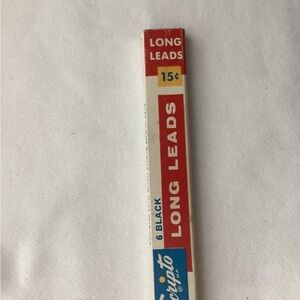 LONG
LEADS
15¢
6 BLACK
LONG LEADS
Scripto